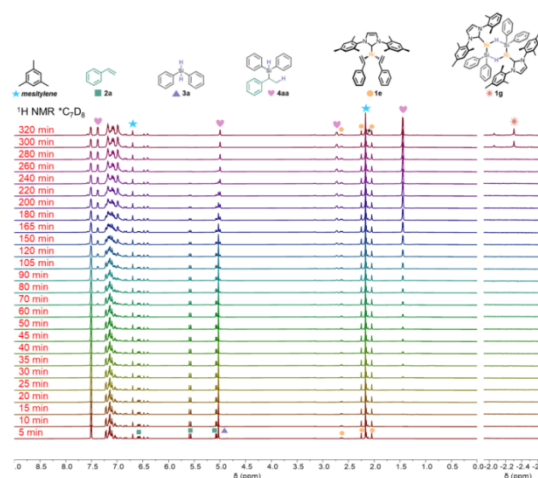 mesitylene
2a
3a
4aa
1e
1g
¹H NMR *C₇D₈
320 min
300 min
280 min
260 min
240 min
220 min
200 min
180 min
165 min
150 min
120 min
105 min
90 min
80 min
70 min
60 min
50 min
45 min
40 min
35 min
30 min
25 min
20 min
15 min
10 min
5 min
8.0 7.5 7.0 6.5 6.0 5.5 5.0 4.5 4.0 3.5 3.0 2.5 2.0 1.5 1.0 0.5 0.0
-2.2 -2.4 -2.6 -2.8
δ (ppm)
δ (ppm)